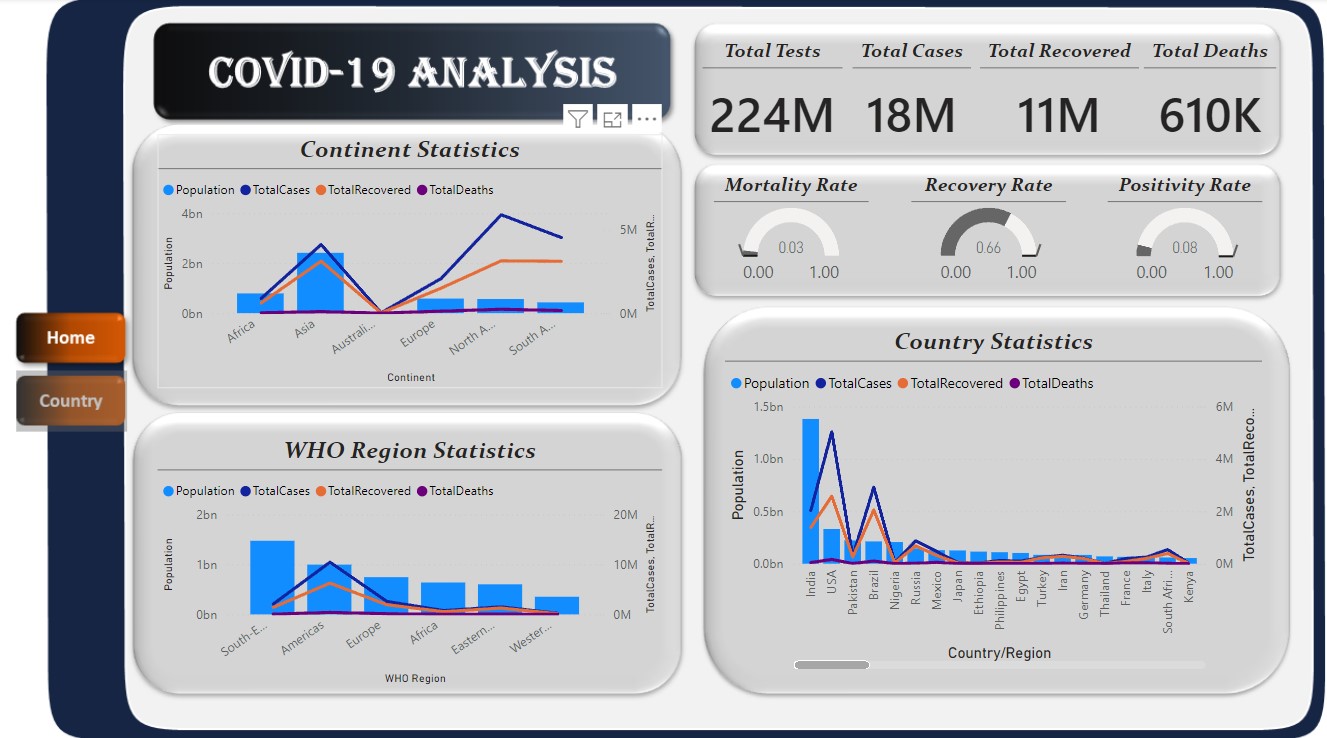 COVID-19 ANALYSIS
Total Tests
Total Cases
Total Recovered
Total Deaths
224M
18M
11M
610K
Mortality Rate
Recovery Rate
Positivity Rate
0.03
0.66
0.08
0.00 1.00
0.00 1.00
0.00 1.00
Home
Country
Continent Statistics
Population TotalCases TotalRecovered TotalDeaths
4bn
2bn
0bn
Population
5M
0M
TotalCases, TotalR...
Africa
Asia
Australi...
Europe
North A...
South A...
Continent
WHO Region Statistics
Population TotalCases TotalRecovered TotalDeaths
2bn
1bn
0bn
Population
20M
10M
0M
TotalCases, TotalR...
South-E...
Americas
Europe
Africa
Eastern...
Wester...
WHO Region
Country Statistics
Population TotalCases TotalRecovered TotalDeaths
1.5bn
1.0bn
0.5bn
0.0bn
Population
6M
4M
2M
0M
TotalCases, TotalReco...
India
USA
Pakistan
Brazil
Nigeria
Russia
Mexico
Japan
Ethiopia
Philippines
Egypt
Turkey
Iran
Germany
Thailand
France
Italy
South Afri...
Kenya
Country/Region